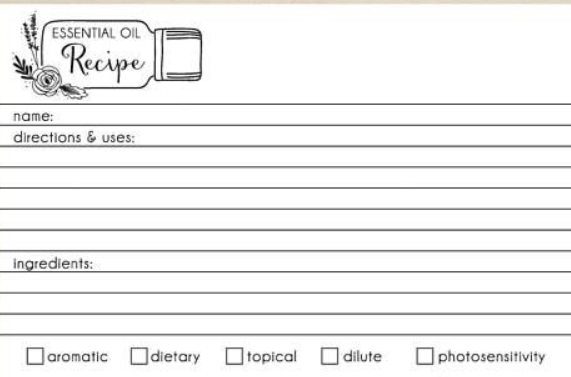 ESSENTIAL OIL
Recipe
name:
directions & uses:
ingredients:
aromatic dietary topical dilute photosensitivity